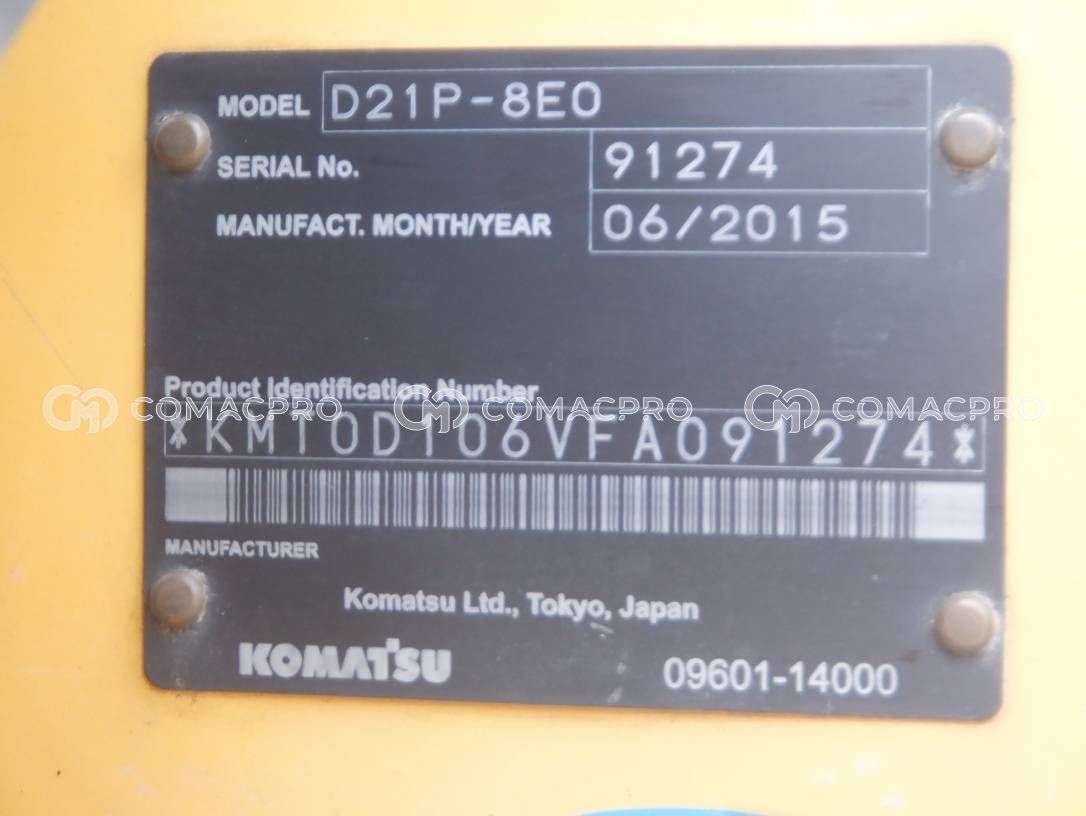 MODEL D21P-8E0
SERIAL No. 91274
MANUFACT. MONTH/YEAR 06/2015
Product Identification Number
COMACPRO COMACPRO COMACPRO
*KMT0D106VFA091274*
MANUFACTURER
Komatsu Ltd., Tokyo, Japan
KOMATSU 09601-14000